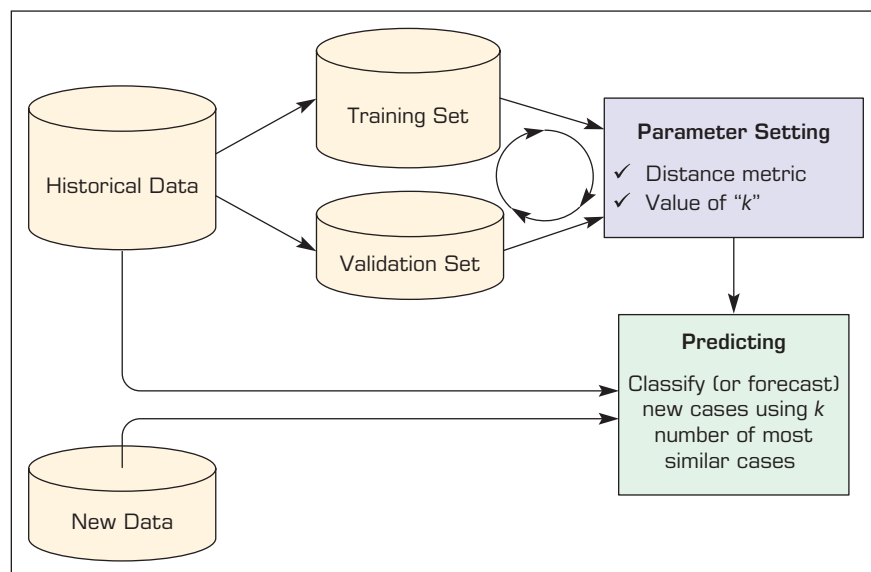 Historical Data
Training Set
Validation Set
Parameter Setting
✓ Distance metric
✓ Value of “k”
Predicting
Classify (or forecast)
new cases using k
number of most
similar cases
New Data